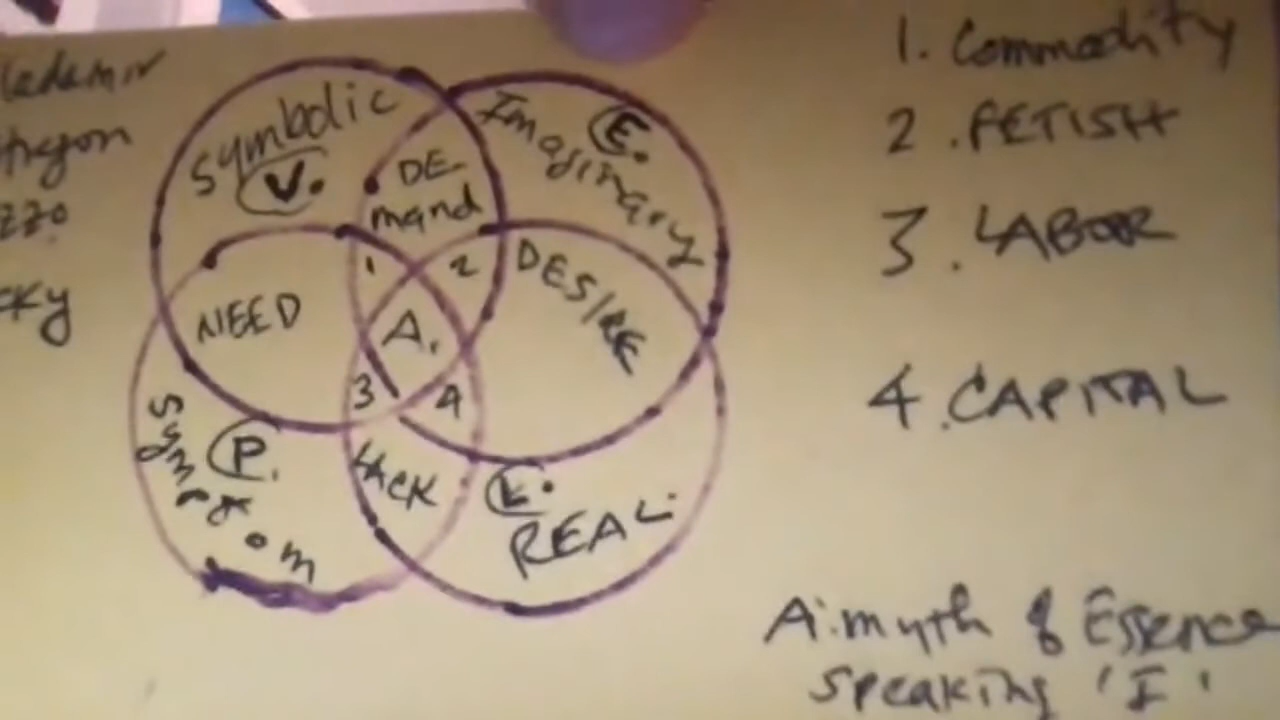 Symbolic
V.
Imaginary
E.
DE-
mand
1
2
DESIRE
NEED
A.
3
4
Symptom
P.
LACK
L.
REAL.
1. Commodity
2. FETISH
3. LABOR
4. CAPITAL
A: myth of Essence
speaking 'I'